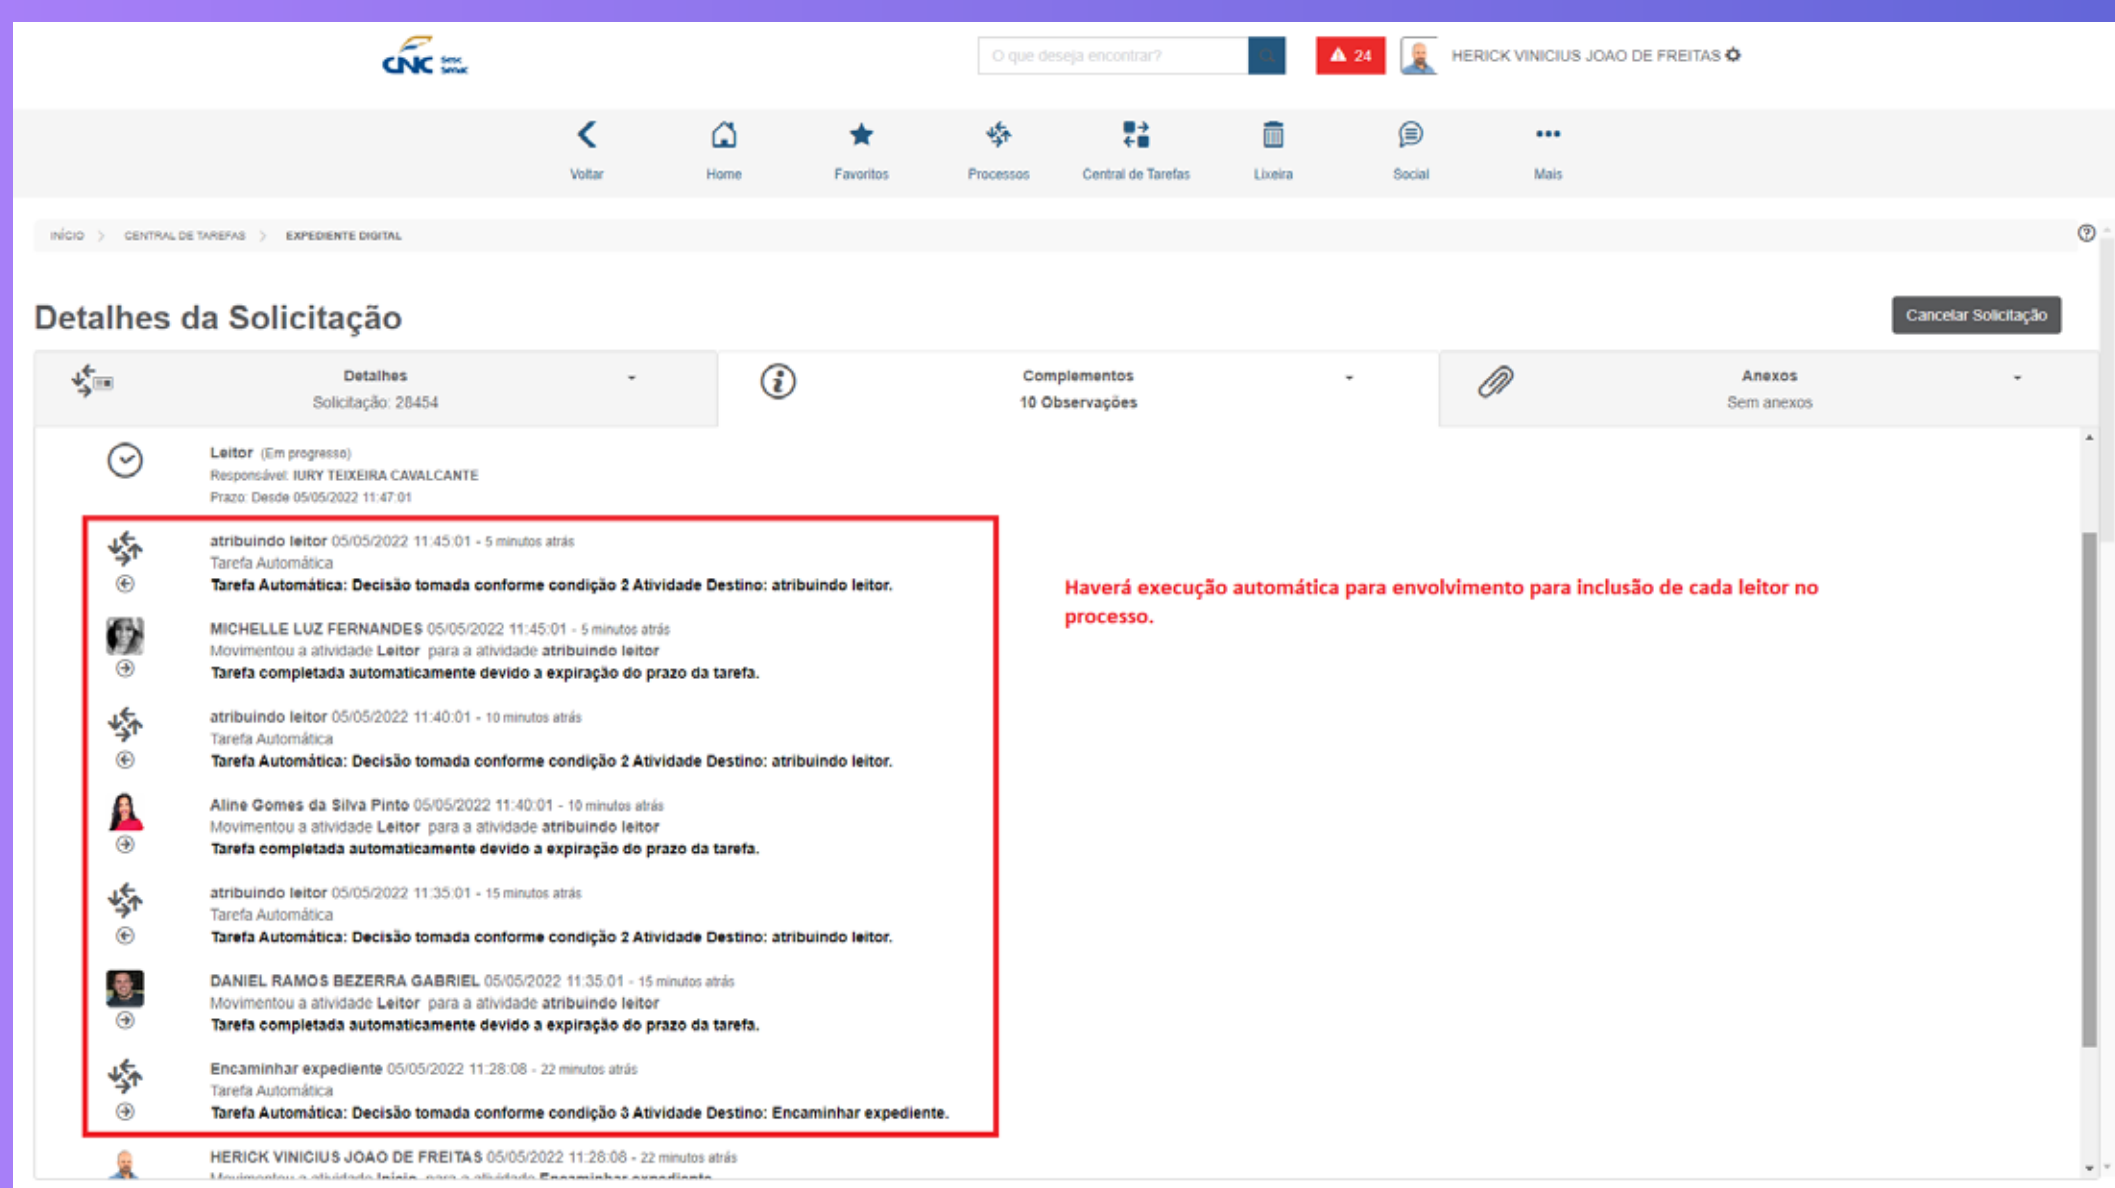 CNC Sesc
Senac
O que deseja encontrar?
24
HERICK VINICIUS JOAO DE FREITAS
Voltar
Home
Favoritos
Processos
Central de Tarefas
Lixeira
Social
Mais
INÍCIO > CENTRAL DE TAREFAS > EXPEDIENTE DIGITAL
Detalhes da Solicitação
Cancelar Solicitação
Detalhes
Solicitação: 28454
Complementos
10 Observações
Anexos
Sem anexos
Leitor (Em progresso)
Responsável: IURY TEIXEIRA CAVALCANTE
Prazo: Desde 05/05/2022 11:47:01
atribuindo leitor 05/05/2022 11:45:01 - 5 minutos atrás
Tarefa Automática
Tarefa Automática: Decisão tomada conforme condição 2 Atividade Destino: atribuindo leitor.
Haverá execução automática para envolvimento para inclusão de cada leitor no
processo.
MICHELLE LUZ FERNANDES 05/05/2022 11:45:01 - 5 minutos atrás
Movimentou a atividade Leitor para a atividade atribuindo leitor
Tarefa completada automaticamente devido a expiração do prazo da tarefa.
atribuindo leitor 05/05/2022 11:40:01 - 10 minutos atrás
Tarefa Automática
Tarefa Automática: Decisão tomada conforme condição 2 Atividade Destino: atribuindo leitor.
Aline Gomes da Silva Pinto 05/05/2022 11:40:01 - 10 minutos atrás
Movimentou a atividade Leitor para a atividade atribuindo leitor
Tarefa completada automaticamente devido a expiração do prazo da tarefa.
atribuindo leitor 05/05/2022 11:35:01 - 15 minutos atrás
Tarefa Automática
Tarefa Automática: Decisão tomada conforme condição 2 Atividade Destino: atribuindo leitor.
DANIEL RAMOS BEZERRA GABRIEL 05/05/2022 11:35:01 - 15 minutos atrás
Movimentou a atividade Leitor para a atividade atribuindo leitor
Tarefa completada automaticamente devido a expiração do prazo da tarefa.
Encaminhar expediente 05/05/2022 11:28:08 - 22 minutos atrás
Tarefa Automática
Tarefa Automática: Decisão tomada conforme condição 3 Atividade Destino: Encaminhar expediente.
HERICK VINICIUS JOAO DE FREITAS 05/05/2022 11:28:08 - 22 minutos atrás
Movimentou a atividade Início para a atividade Encaminhar expediente